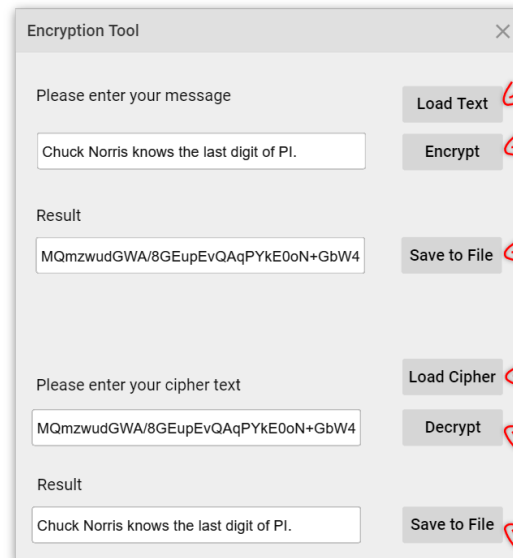 Encryption Tool
Please enter your message
Load Text
Chuck Norris knows the last digit of PI.
Encrypt
Result
MQmzwudGWA/8GEupEvQAqPYkE0oN+GbW4
Save to File
Load Cipher
Please enter your cipher text
MQmzwudGWA/8GEupEvQAqPYkE0oN+GbW4
Decrypt
Result
Chuck Norris knows the last digit of PI.
Save to File